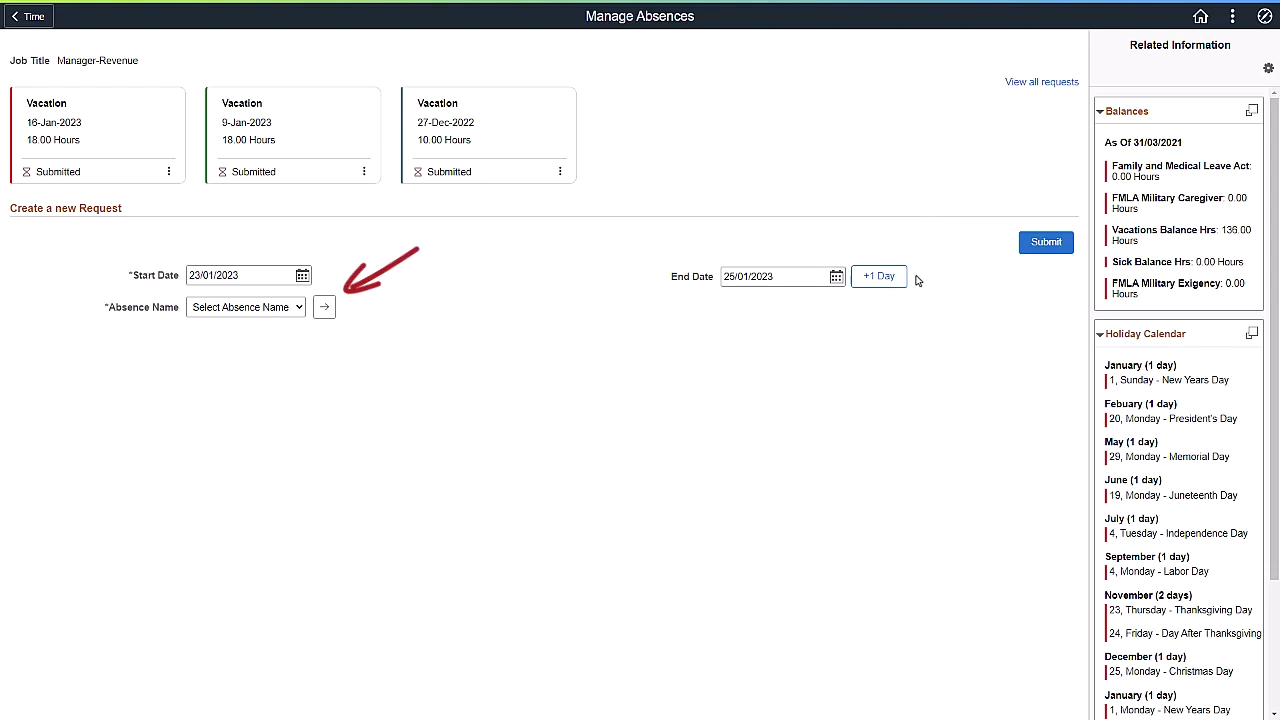 Time
Manage Absences
Job Title Manager-Revenue
View all requests
Vacation
16-Jan-2023
18.00 Hours
Submitted
Vacation
9-Jan-2023
18.00 Hours
Submitted
Vacation
27-Dec-2022
10.00 Hours
Submitted
Create a new Request
Submit
*Start Date 23/01/2023
End Date 25/01/2023 +1 Day
*Absence Name Select Absence Name
Related Information
Balances
As Of 31/03/2021
Family and Medical Leave Act:
0.00 Hours
FMLA Military Caregiver: 0.00
Hours
Vacations Balance Hrs: 136.00
Hours
Sick Balance Hrs: 0.00 Hours
FMLA Military Exigency: 0.00
Hours
Holiday Calendar
January (1 day)
1, Sunday - New Years Day
Febuary (1 day)
20, Monday - President's Day
May (1 day)
29, Monday - Memorial Day
June (1 day)
19, Monday - Juneteenth Day
July (1 day)
4, Tuesday - Independence Day
September (1 day)
4, Monday - Labor Day
November (2 days)
23, Thursday - Thanksgiving Day
24, Friday - Day After Thanksgiving
December (1 day)
25, Monday - Christmas Day
January (1 day)
1, Monday - New Years Day